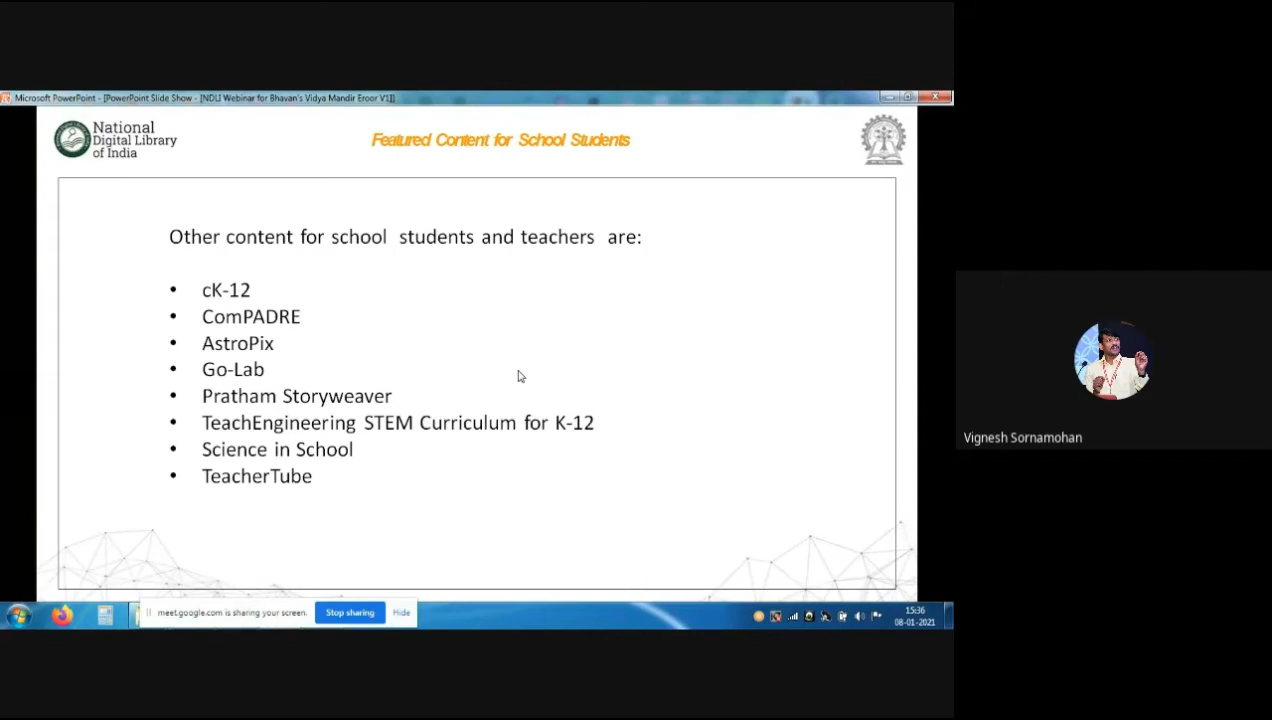 Microsoft PowerPoint - [PowerPoint Slide Show - [NDLI Webinar for Bhavan's Vidya Mandir Eroor V1]]
National
Digital Library
of India
Featured Content for School Students
Other content for school students and teachers are:
• cK-12
• ComPADRE
• AstroPix
• Go-Lab
• Pratham Storyweaver
• TeachEngineering STEM Curriculum for K-12
• Science in School
• TeacherTube
Vignesh Sornamohan
meet.google.com is sharing your screen.
Stop sharing
Hide
15:36
08-01-2021